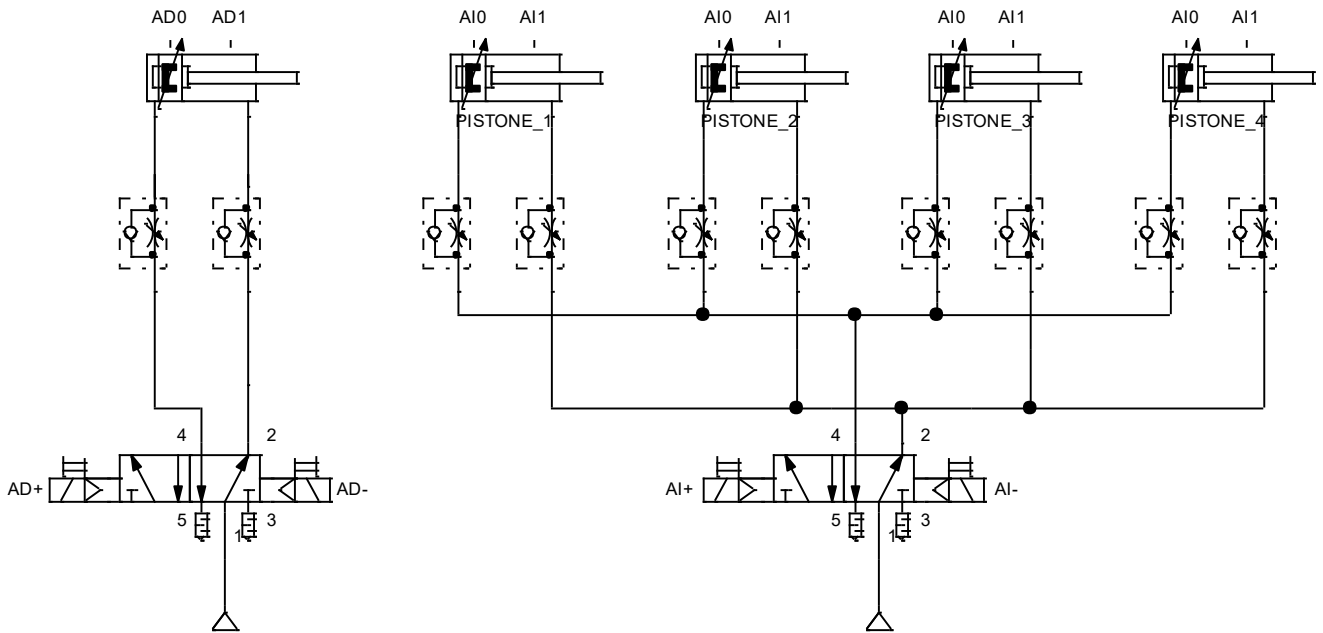 AD0 AD1 AI0 AI1 AI0 AI1 AI0 AI1 AI0 AI1
PISTONE_1 PISTONE_2 PISTONE_3 PISTONE_4
4 2 4 2
AD+ AD- AI+ AI-
5 1 3 5 1 3